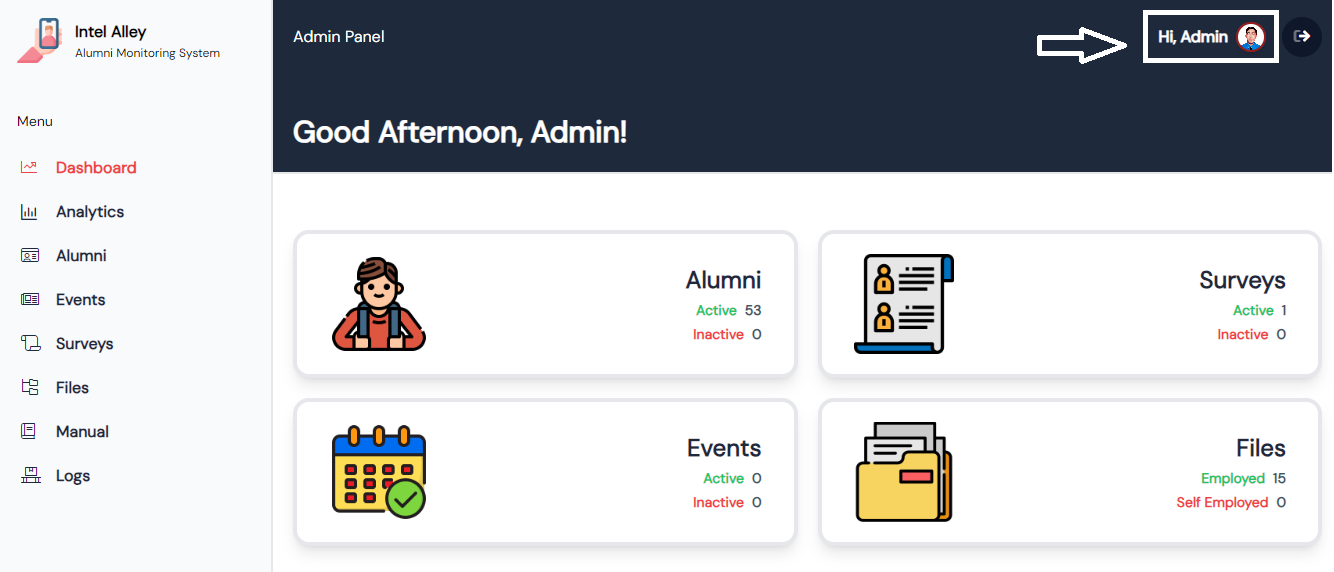 Intel Alley
Alumni Monitoring System
Menu
Dashboard
Analytics
Alumni
Events
Surveys
Files
Manual
Logs
Admin Panel
Hi, Admin
Good Afternoon, Admin!
Alumni
Active 53
Inactive 0
Surveys
Active 1
Inactive 0
Events
Active 0
Inactive 0
Files
Employed 15
Self Employed 0